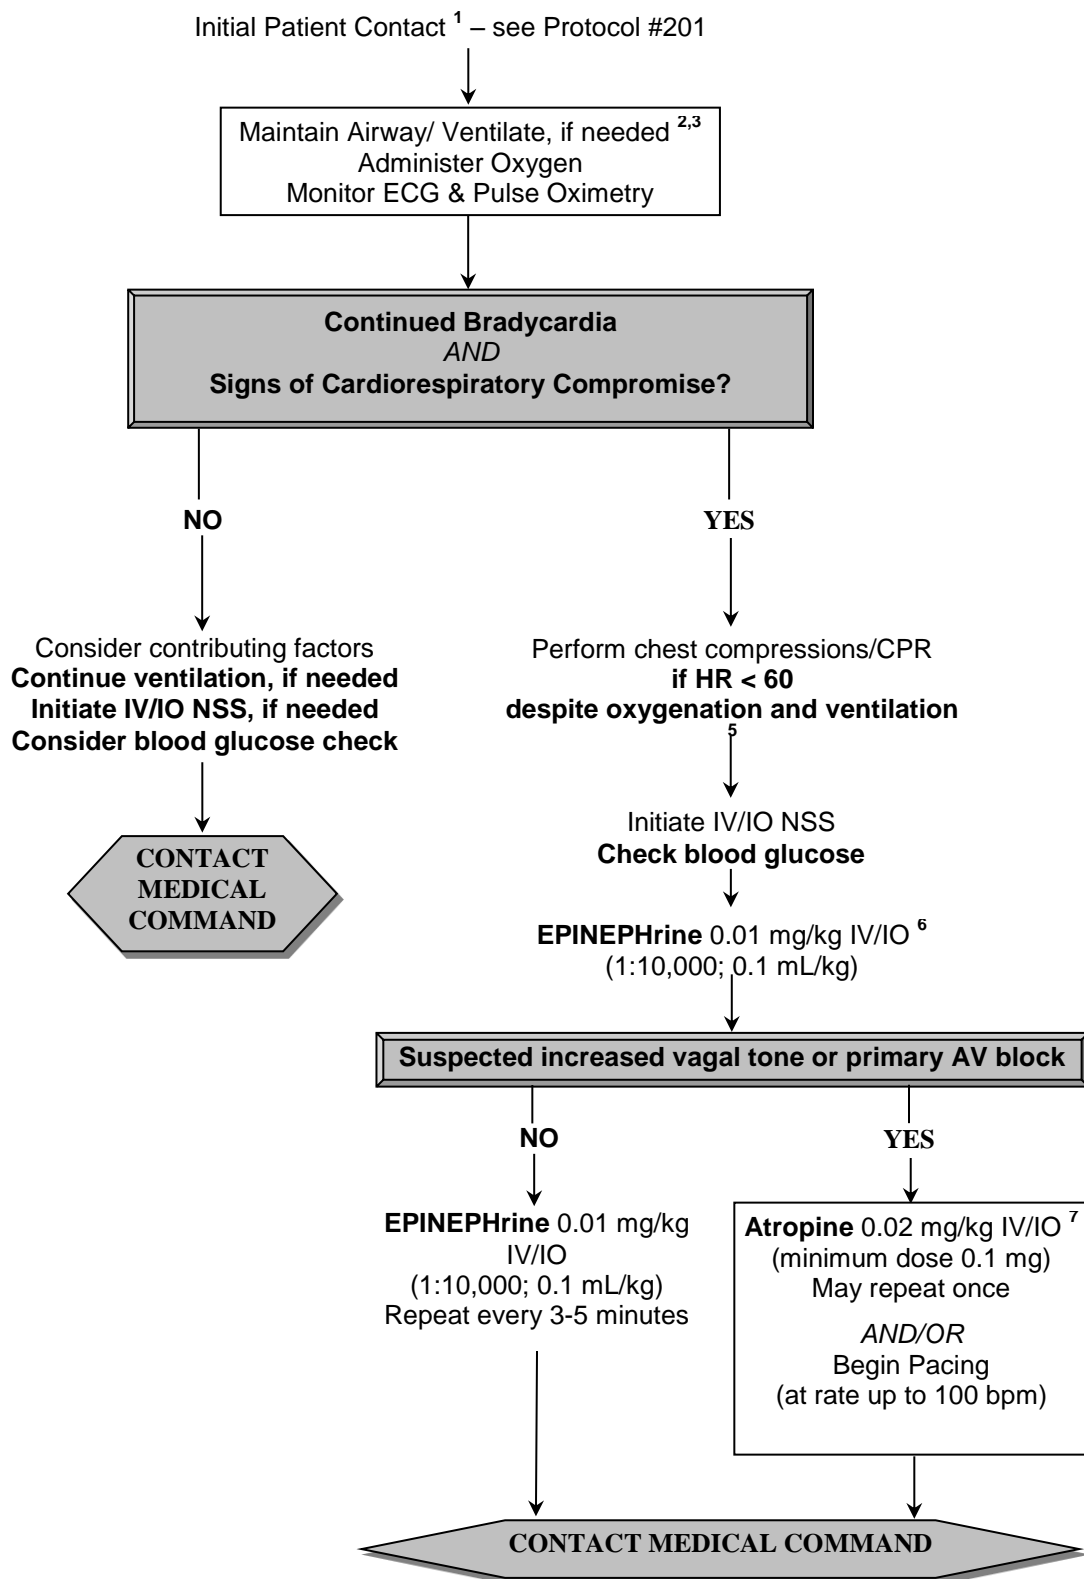 Initial Patient Contact 1 – see Protocol #201
Maintain Airway/ Ventilate, if needed 2,3
Administer Oxygen
Monitor ECG & Pulse Oximetry
Continued Bradycardia
AND
Signs of Cardiorespiratory Compromise?
NO
YES
Consider contributing factors
Continue ventilation, if needed
Initiate IV/IO NSS, if needed
Consider blood glucose check
CONTACT
MEDICAL
COMMAND
Perform chest compressions/CPR
if HR < 60
despite oxygenation and ventilation
5
Initiate IV/IO NSS
Check blood glucose
EPINEPHrine 0.01 mg/kg IV/IO 6
(1:10,000; 0.1 mL/kg)
Suspected increased vagal tone or primary AV block
NO
YES
EPINEPHrine 0.01 mg/kg
IV/IO
(1:10,000; 0.1 mL/kg)
Repeat every 3-5 minutes
Atropine 0.02 mg/kg IV/IO 7
(minimum dose 0.1 mg)
May repeat once
AND/OR
Begin Pacing
(at rate up to 100 bpm)
CONTACT MEDICAL COMMAND